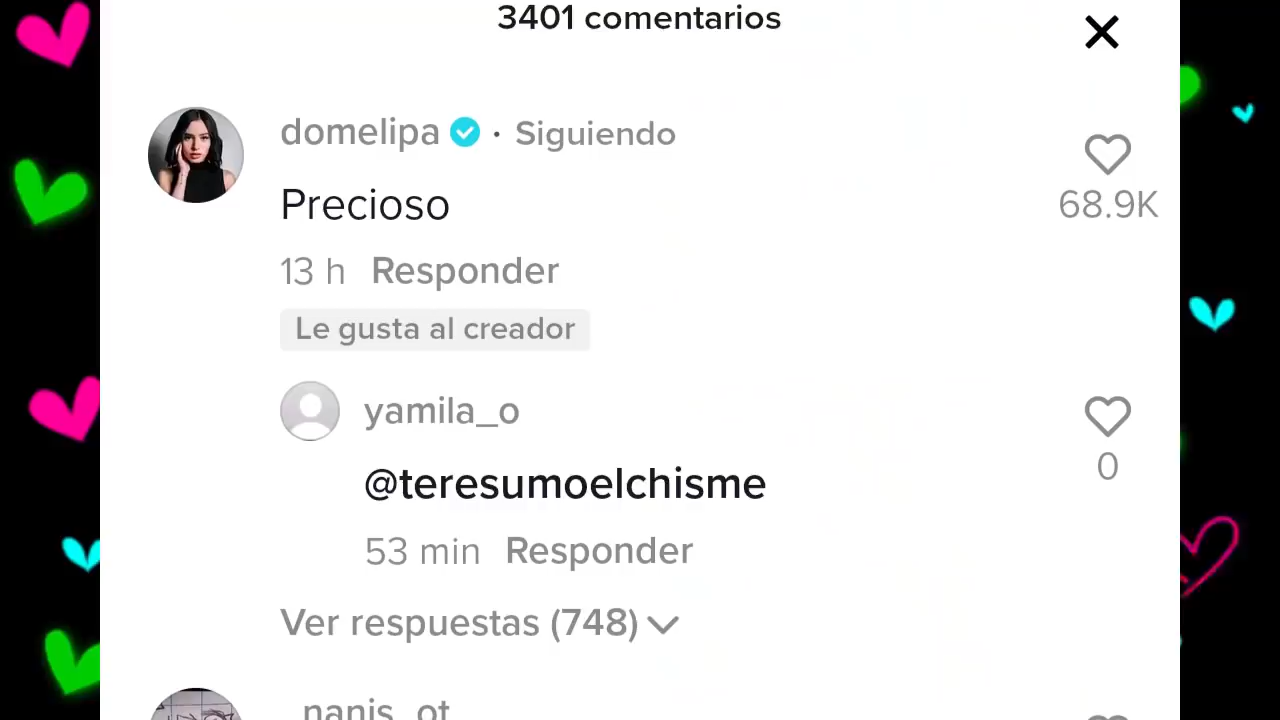 3401 comentarios
domelipa · Siguiendo
Precioso
68.9K
13 h Responder
Le gusta al creador
yamila_o
@teresumoelchisme
0
53 min Responder
Ver respuestas (748)
_nanis_ot